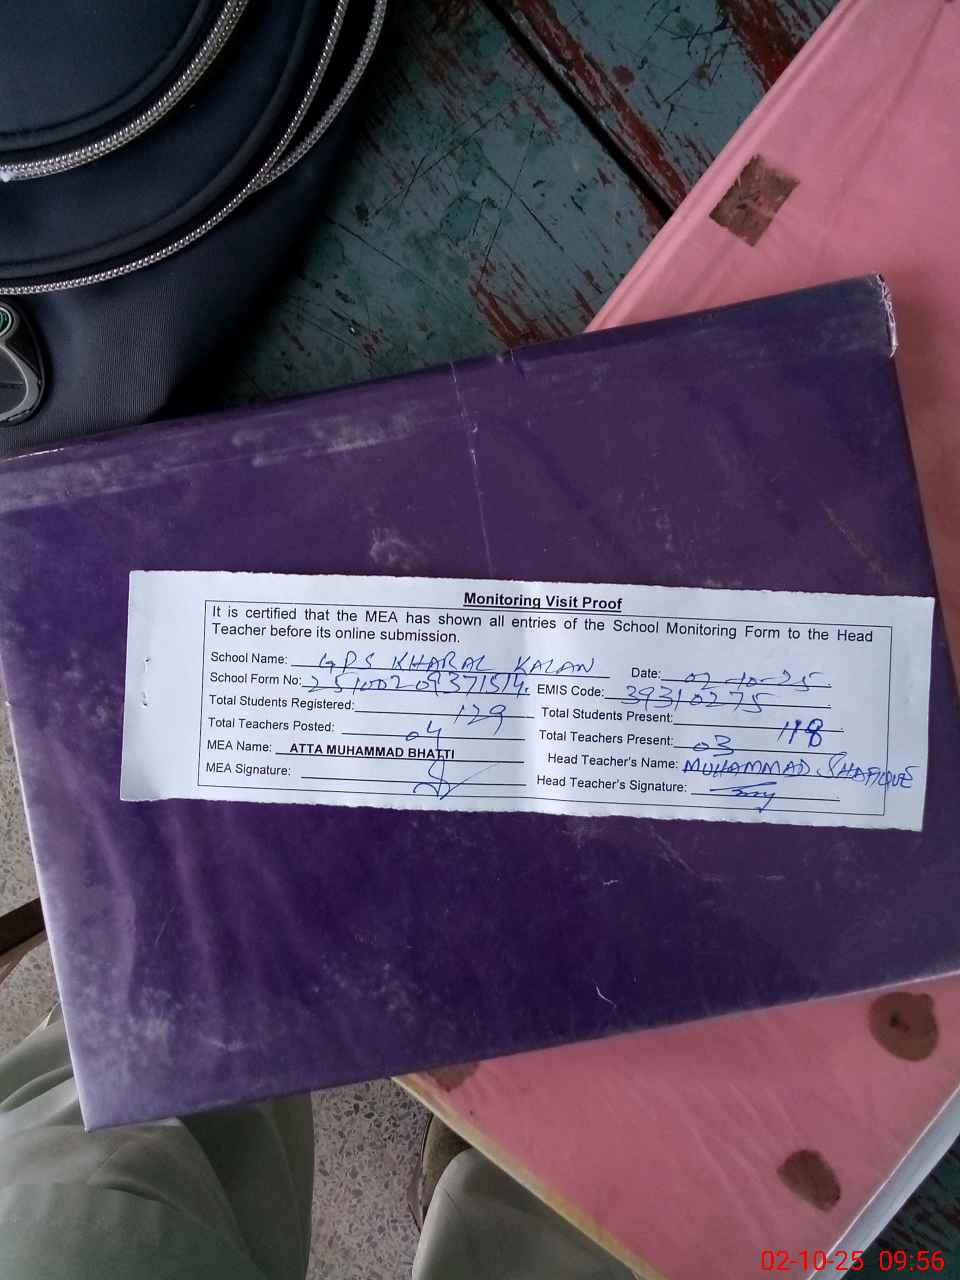 Monitoring Visit Proof
It is certified that the MEA has shown all entries of the School Monitoring Form to the Head
Teacher before its online submission.
School Name: GPS KHARAL KALAN Date: 02-10-25
School Form No: EMIS Code: 39310275
Total Students Registered: 129 Total Students Present: 118
Total Teachers Posted: 04 Total Teachers Present: 03
MEA Name: ATTA MUHAMMAD BHATTI Head Teacher's Name: MUHAMMAD SHAFIQUE
MEA Signature: Head Teacher's Signature:
02-10-25 09:56